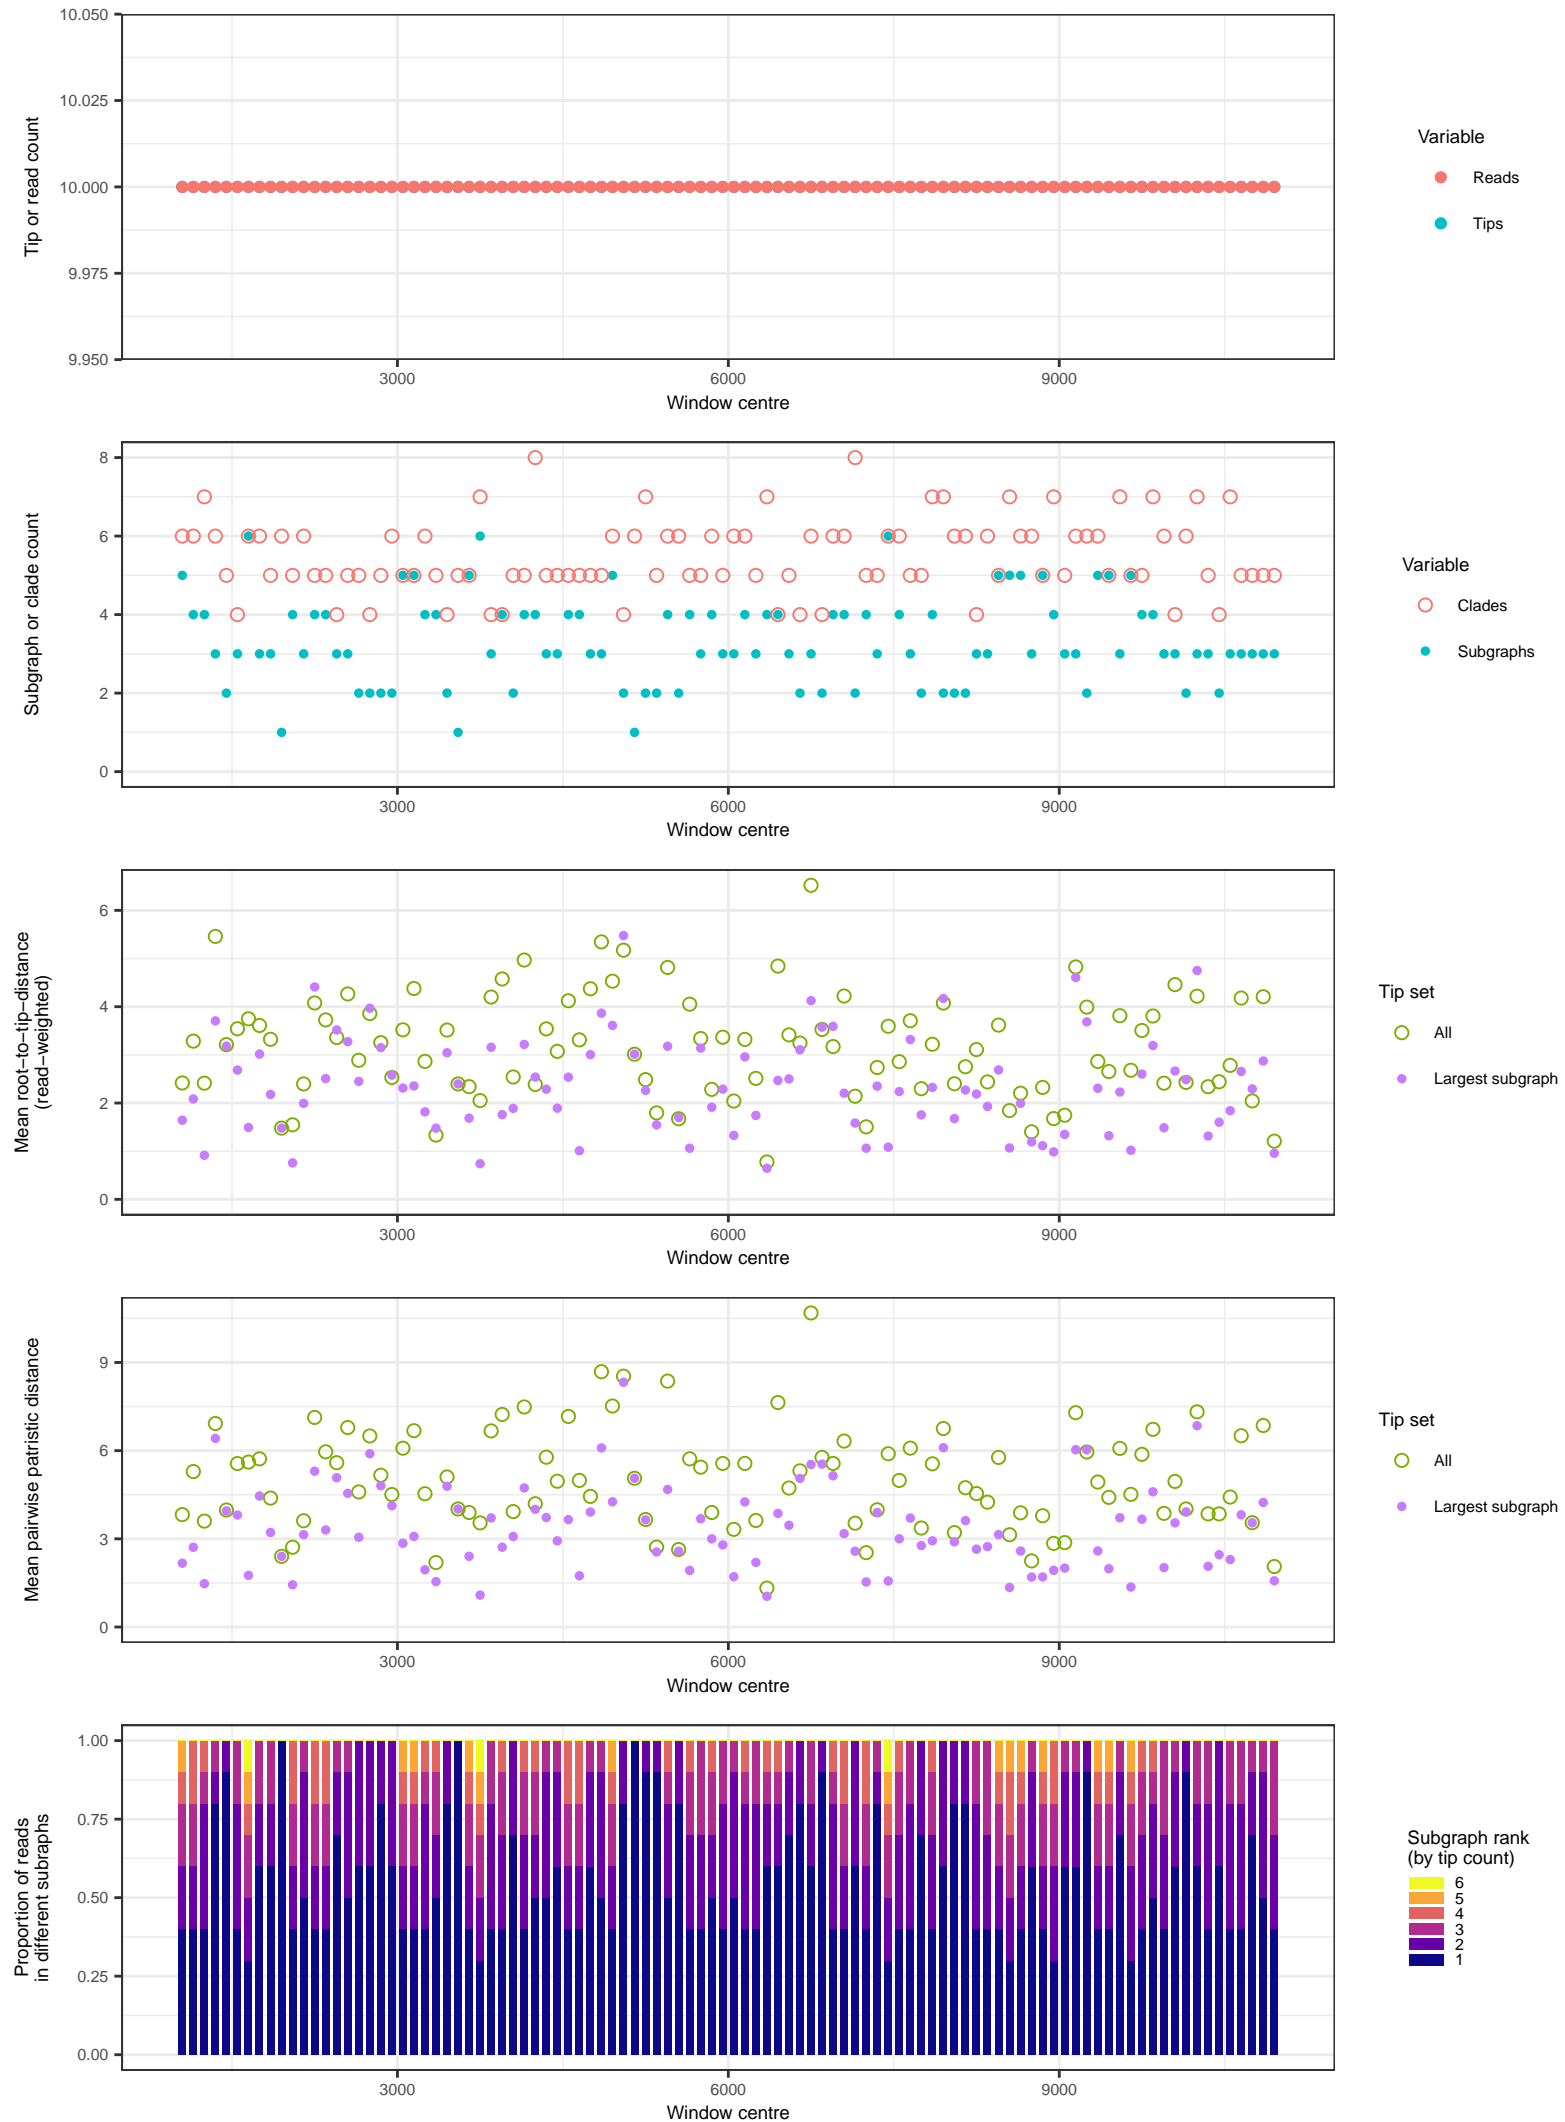 10.050
10.025
10.000
9.975
9.950
Tip or read count
3000
6000
9000
Window centre
Variable
Reads
Tips
8
6
4
2
0
Subgraph or clade count
3000
6000
9000
Window centre
Variable
Clades
Subgraphs
6
4
2
0
Mean root−to−tip−distance
(read−weighted)
3000
6000
9000
Window centre
Tip set
All
Largest subgraph
9
6
3
0
Mean pairwise patristic distance
3000
6000
9000
Window centre
Tip set
All
Largest subgraph
1.00
0.75
0.50
0.25
0.00
Proportion of reads
in different subraphs
3000
6000
9000
Window centre
Subgraph rank
(by tip count)
6
5
4
3
2
1